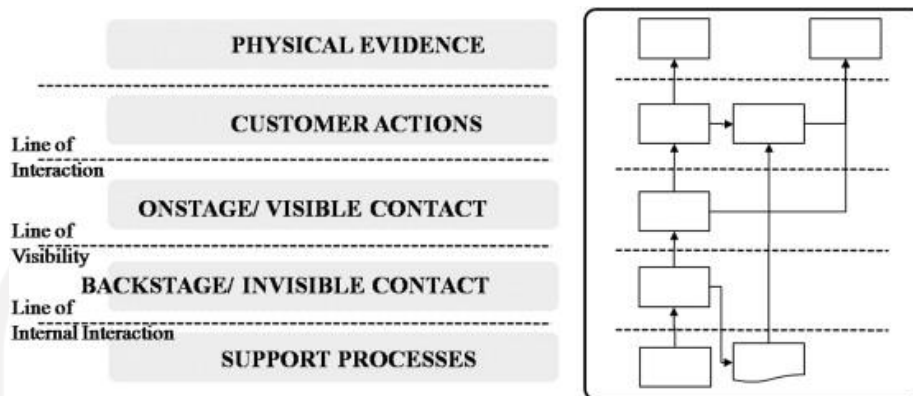 PHYSICAL EVIDENCE
CUSTOMER ACTIONS
Line of
Interaction
ONSTAGE/ VISIBLE CONTACT
Line of
Visibility
BACKSTAGE/ INVISIBLE CONTACT
Line of
Internal Interaction
SUPPORT PROCESSES